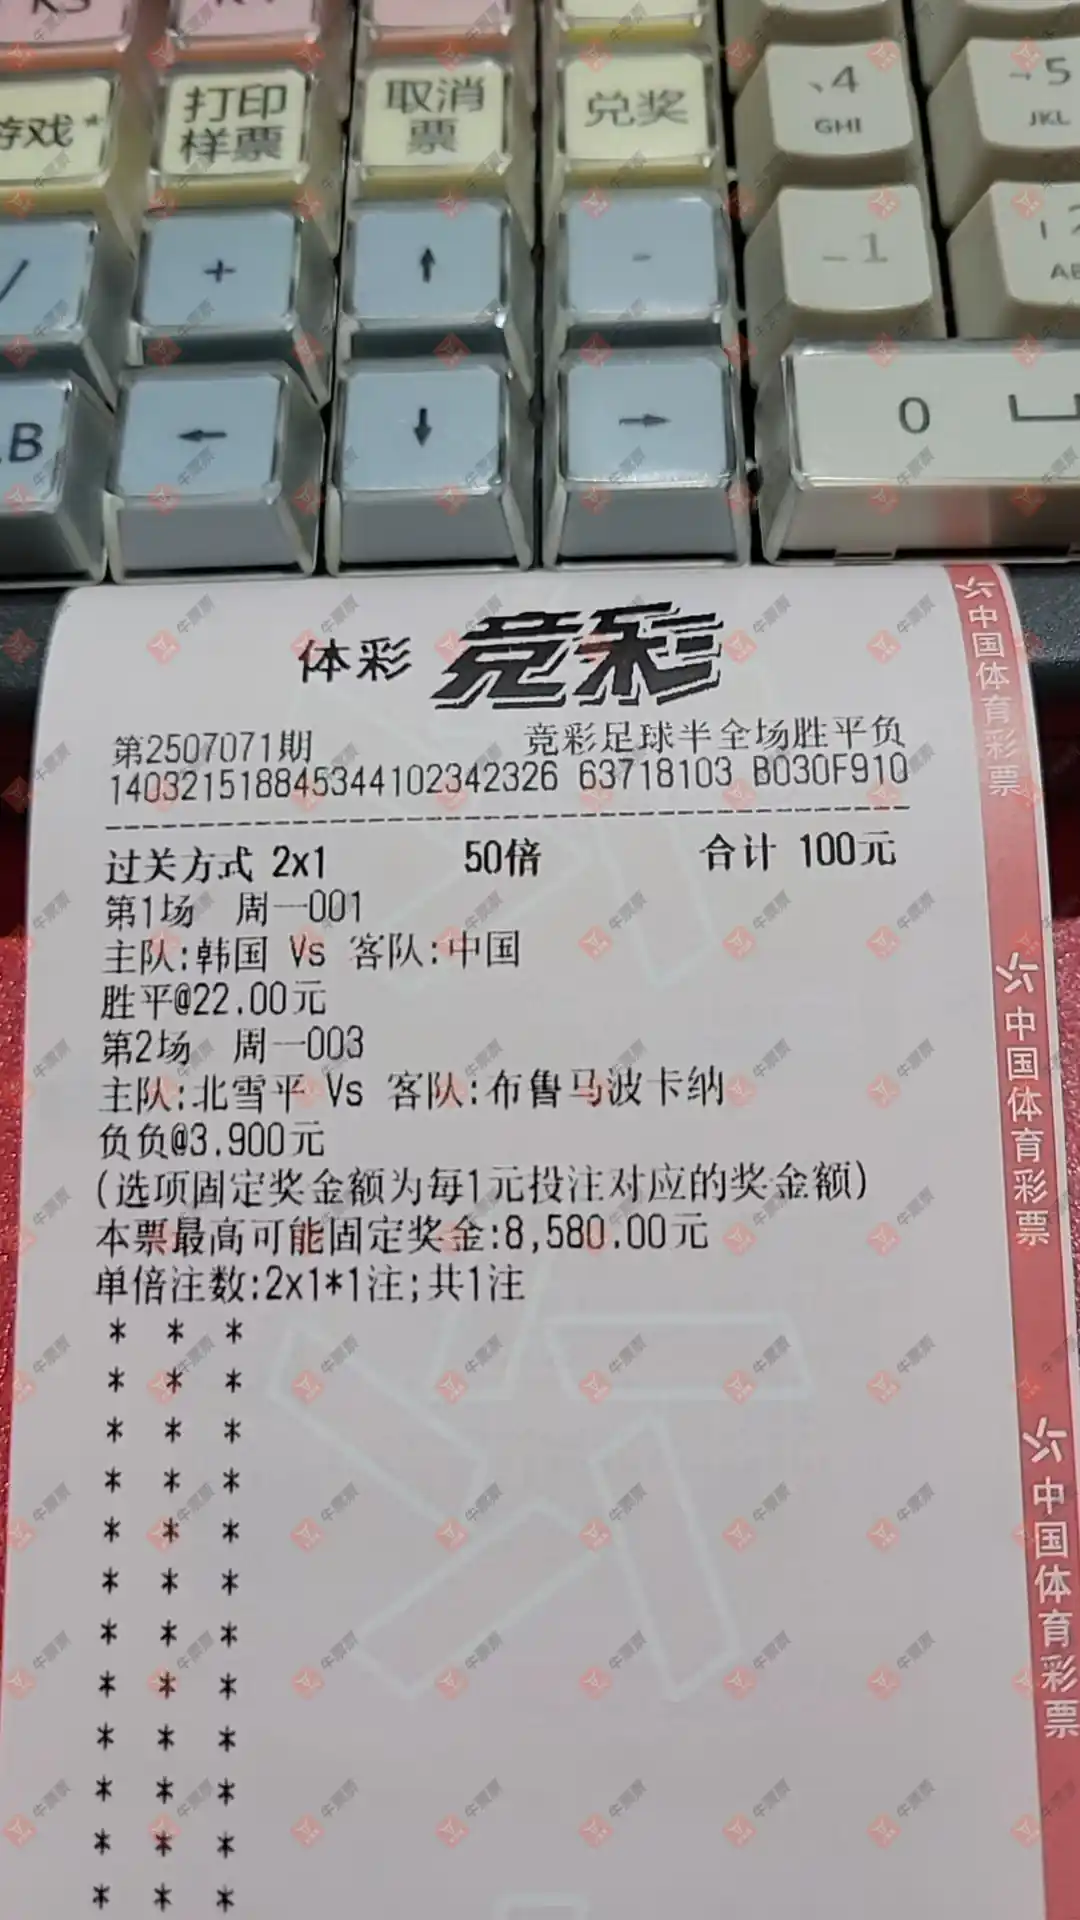 游戏*
打印
样票
取消
票
兑奖
、4
GHI
5
JKL
/
+
↑
-
1
2
←
↓
→
0
体彩 竞彩
第2507071期 竞彩足球半全场胜平负
140321518845344102342326 63718103 B030F910
过关方式 2x1 50倍 合计 100元
第1场 周一001
主队:韩国 Vs 客队:中国
胜平@22.00元
第2场 周一003
主队:北雪平 Vs 客队:布鲁马波卡纳
负负@3.900元
(选项固定奖金额为每1元投注对应的奖金额)
本票最高可能固定奖金:8,580.00元
单倍注数:2x1*1注;共1注
* * *
* * *
* * *
* * *
* * *
* * *
* * *
* * *
* * *
* * *
* * *
* * *
中国体育彩票
中国体育彩票
中国体育彩票
牛票票